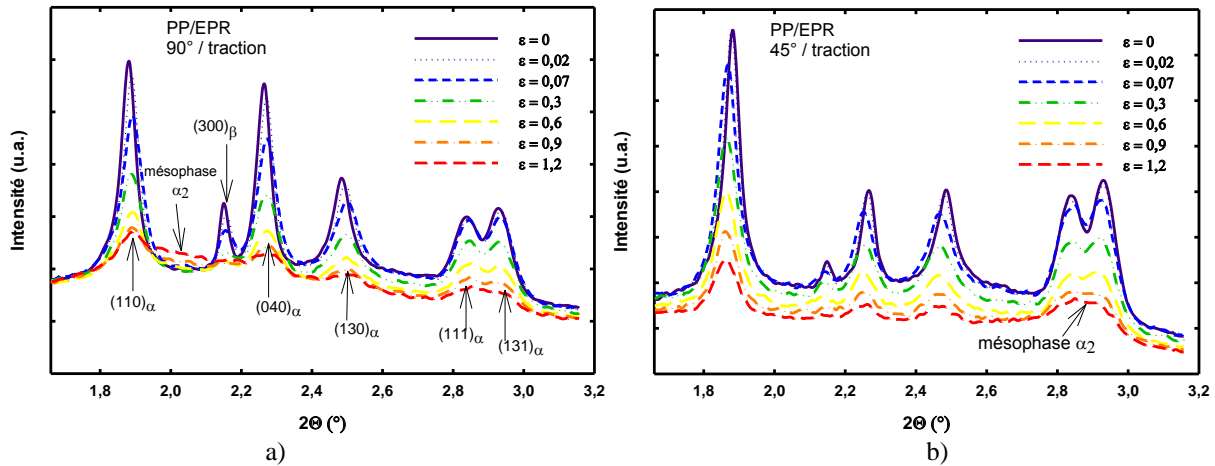 PP/EPR
90° / traction
ε = 0
ε = 0,02
ε = 0,07
ε = 0,3
ε = 0,6
ε = 0,9
ε = 1,2
(300)β
mésophase
α2
(110)α
(040)α
(130)α
(111)α
(131)α
Intensité (u.a.)
1,8 2,0 2,2 2,4 2,6 2,8 3,0 3,2
2Θ (°)
a)
PP/EPR
45° / traction
ε = 0
ε = 0,02
ε = 0,07
ε = 0,3
ε = 0,6
ε = 0,9
ε = 1,2
mésophase α2
Intensité (u.a.)
1,8 2,0 2,2 2,4 2,6 2,8 3,0 3,2
2Θ (°)
b)